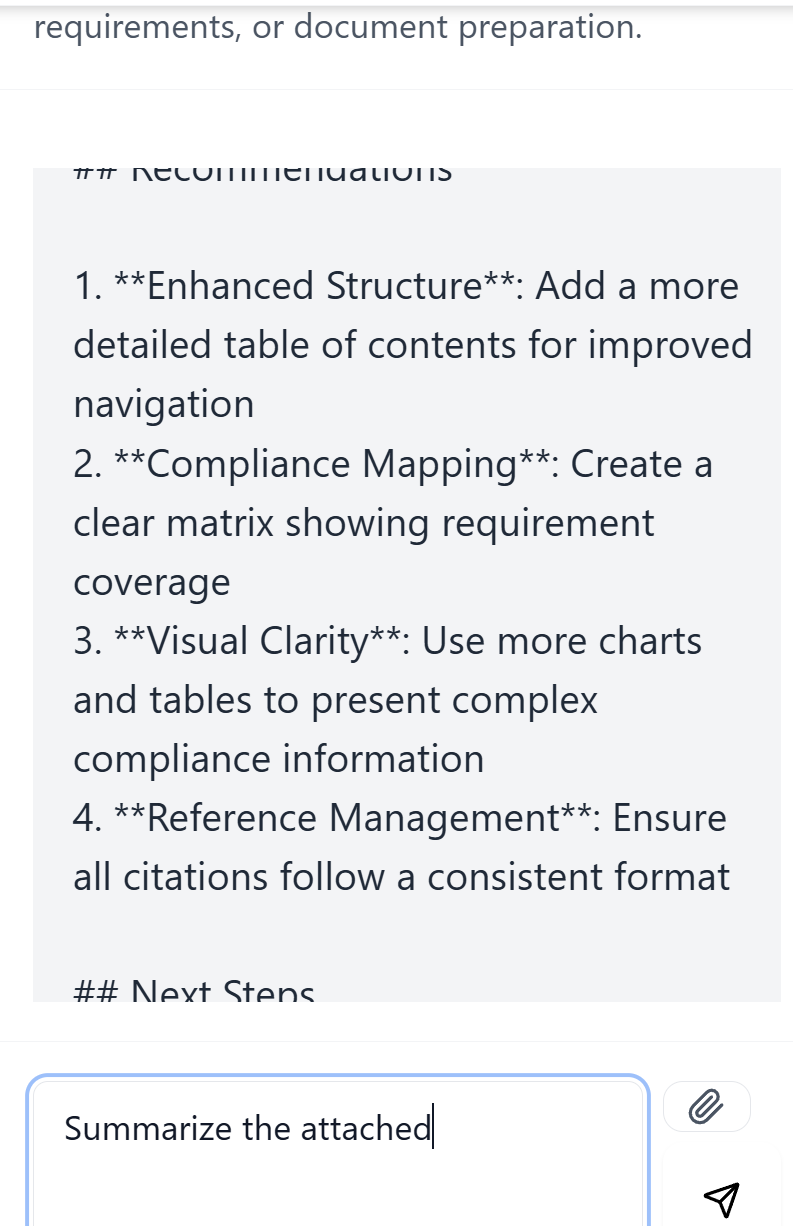 requirements, or document preparation.
## Recommendations
1. **Enhanced Structure**: Add a more
detailed table of contents for improved
navigation
2. **Compliance Mapping**: Create a
clear matrix showing requirement
coverage
3. **Visual Clarity**: Use more charts
and tables to present complex
compliance information
4. **Reference Management**: Ensure
all citations follow a consistent format
## Next Steps
Summarize the attached